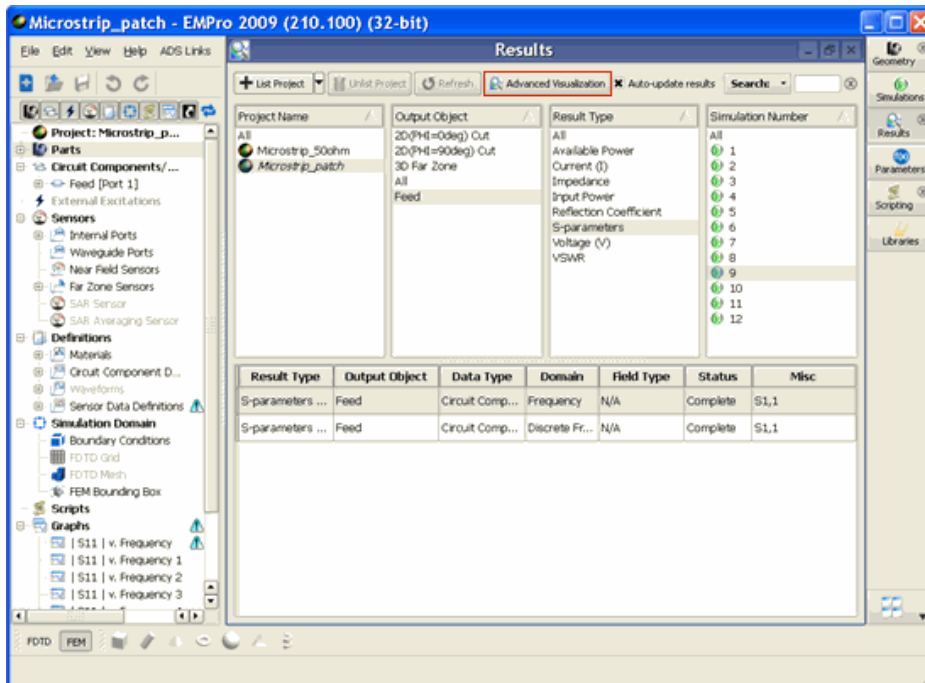 Microstrip_patch - EMPro 2009 (210.100) (32-bit)
File Edit View Help ADS Links
Results
List Project Unlist Project Refresh Advanced Visualization Auto-update results Search:
Project: Microstrip_p...
Parts
Circuit Components/...
Feed [Port 1]
External Excitations
Sensors
Internal Ports
Waveguide Ports
Near Field Sensors
Far Zone Sensors
SAR Sensor
SAR Averaging Sensor
Definitions
Materials
Circuit Component D...
Waveforms
Sensor Data Definitions
Simulation Domain
Boundary Conditions
FDTD Grid
FDTD Mesh
FEM Bounding Box
Scripts
Graphs
| S11 | v. Frequency
| S11 | v. Frequency 1
| S11 | v. Frequency 2
| S11 | v. Frequency 3
Project Name
All
Microstrip_50ohm
Microstrip_patch
Output Object
2D(PHI=0deg) Cut
2D(PHI=90deg) Cut
3D Far Zone
All
Feed
Result Type
All
Available Power
Current (I)
Impedance
Input Power
Reflection Coefficient
S-parameters
Voltage (V)
VSWR
Simulation Number
All
1
2
3
4
5
6
7
8
9
10
11
12
Result Type Output Object Data Type Domain Field Type Status Misc
S-parameters ... Feed Circuit Comp... Frequency N/A Complete S1,1
S-parameters ... Feed Circuit Comp... Discrete Fr... N/A Complete S1,1
Geometry
Simulations
Results
Parameters
Scripting
Libraries
FDTD FEM